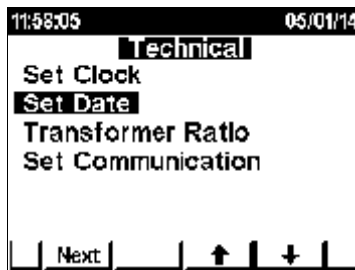 11:58:05 05/01/14
Technical
Set Clock
Set Date
Transformer Ratio
Set Communication
Next ↑ ↓